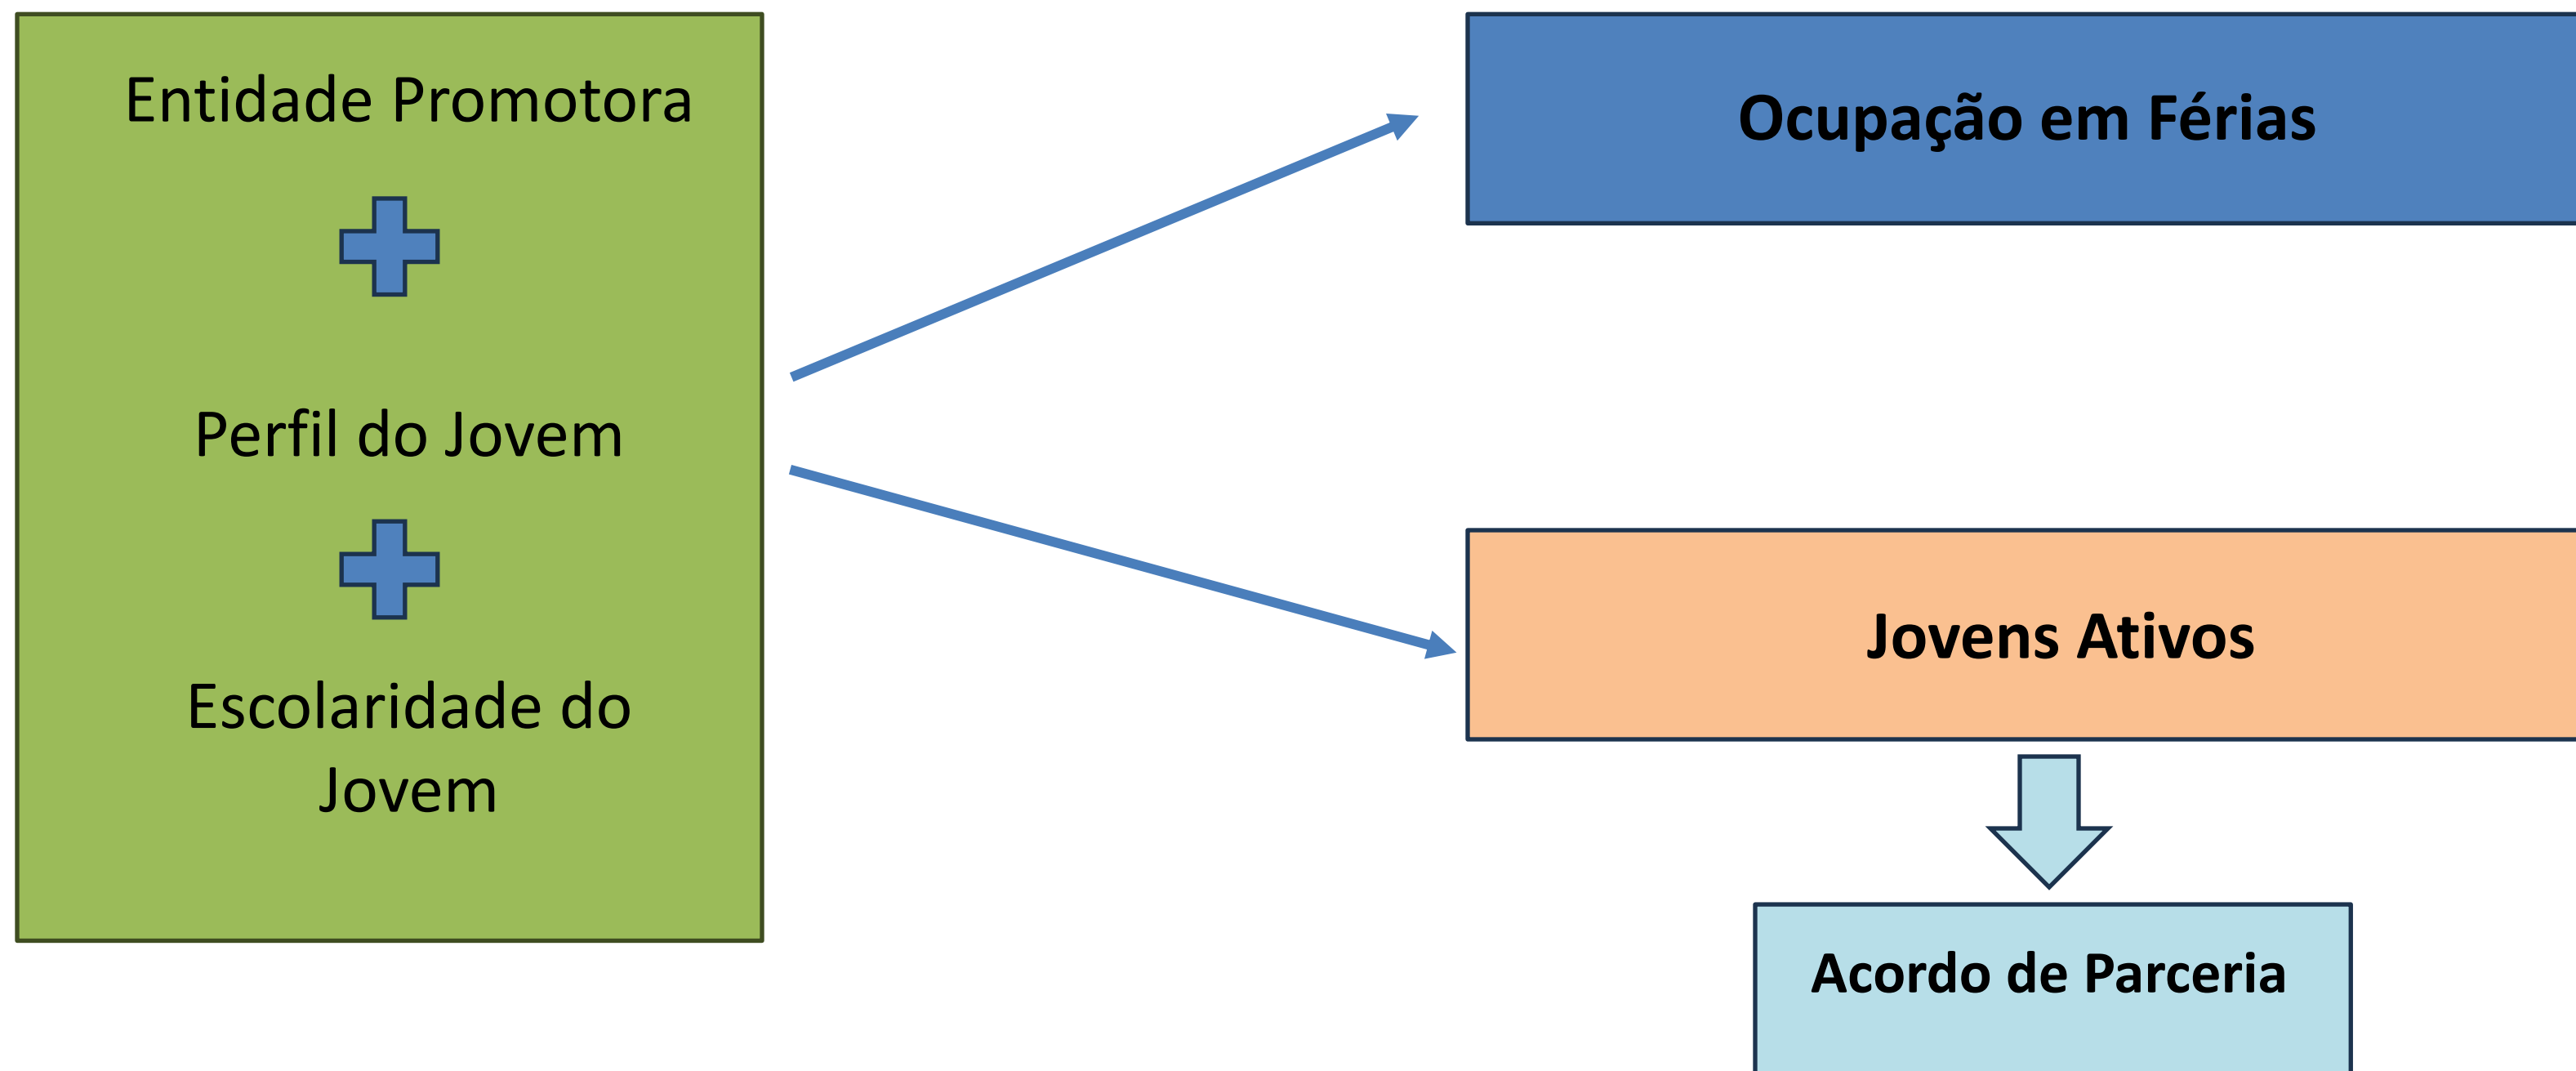 Entidade Promotora
Perfil do Jovem
Escolaridade do
Jovem
Ocupação em Férias
Jovens Ativos
Acordo de Parceria